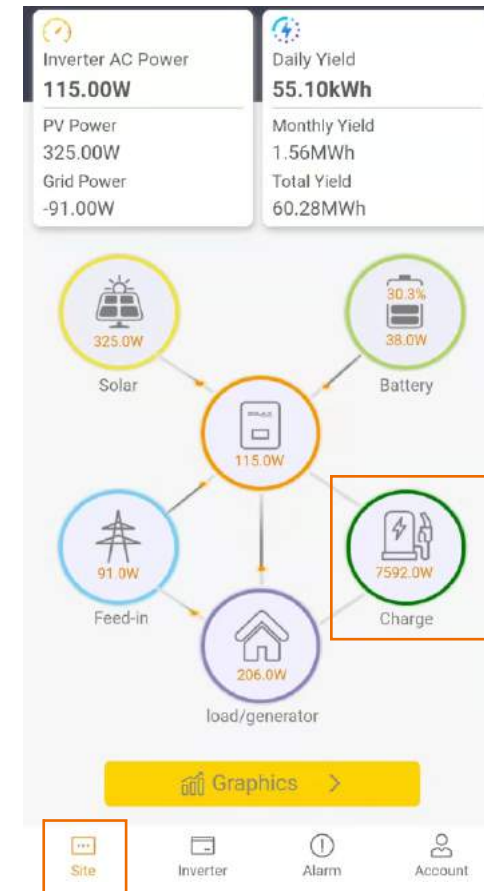 Inverter AC Power
115.00W
PV Power
325.00W
Grid Power
-91.00W
Daily Yield
55.10kWh
Monthly Yield
1.56MWh
Total Yield
60.28MWh
325.0W
Solar
30.3%
38.0W
Battery
115.0W
91.0W
Feed-in
7592.0W
Charge
206.0W
load/generator
Graphics >
Site
Inverter
Alarm
Account